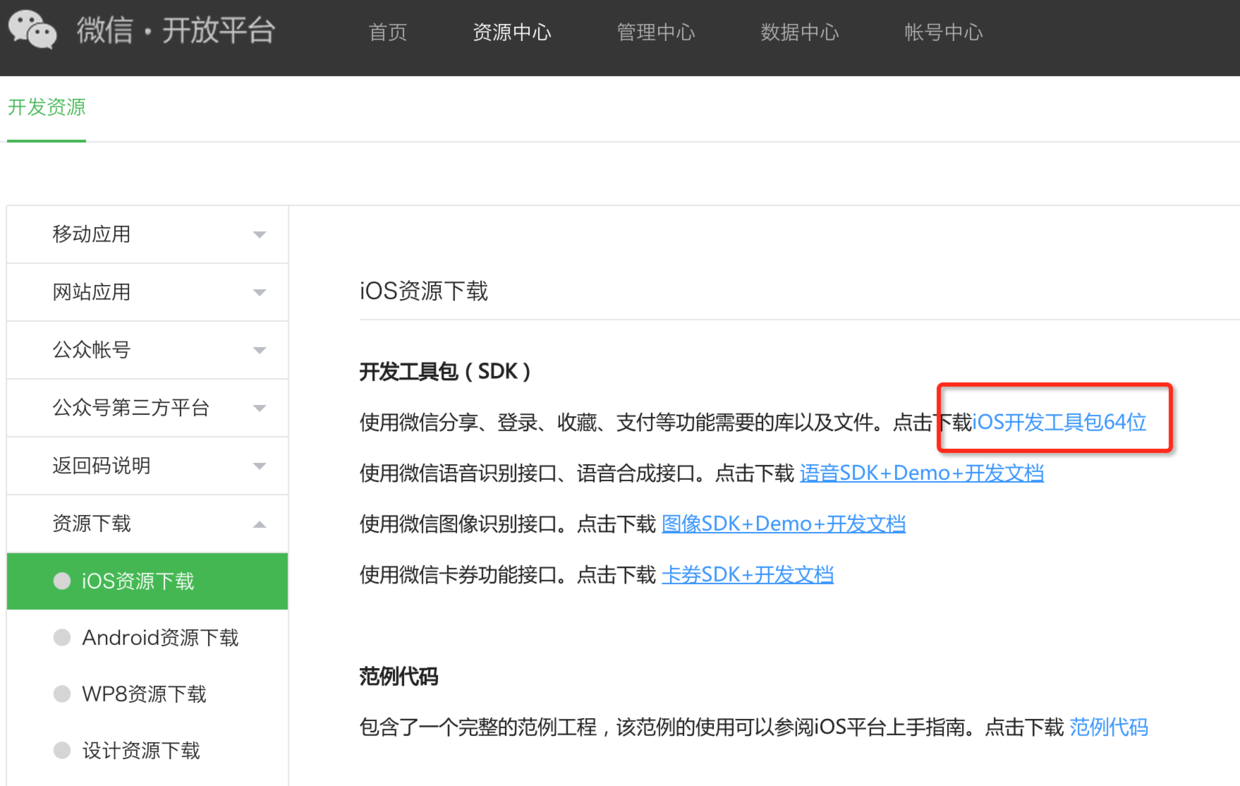 微信·开放平台 首页 资源中心 管理中心 数据中心 帐号中心
开发资源
移动应用
网站应用
公众帐号
公众号第三方平台
返回码说明
资源下载
iOS资源下载
Android资源下载
WP8资源下载
设计资源下载
iOS资源下载
开发工具包（SDK）
使用微信分享、登录、收藏、支付等功能需要的库以及文件。点击下载iOS开发工具包64位
使用微信语音识别接口、语音合成接口。点击下载 语音SDK+Demo+开发文档
使用微信图像识别接口。点击下载 图像SDK+Demo+开发文档
使用微信卡券功能接口。点击下载 卡券SDK+开发文档
范例代码
包含了一个完整的范例工程，该范例的使用可以参阅iOS平台上手指南。点击下载 范例代码